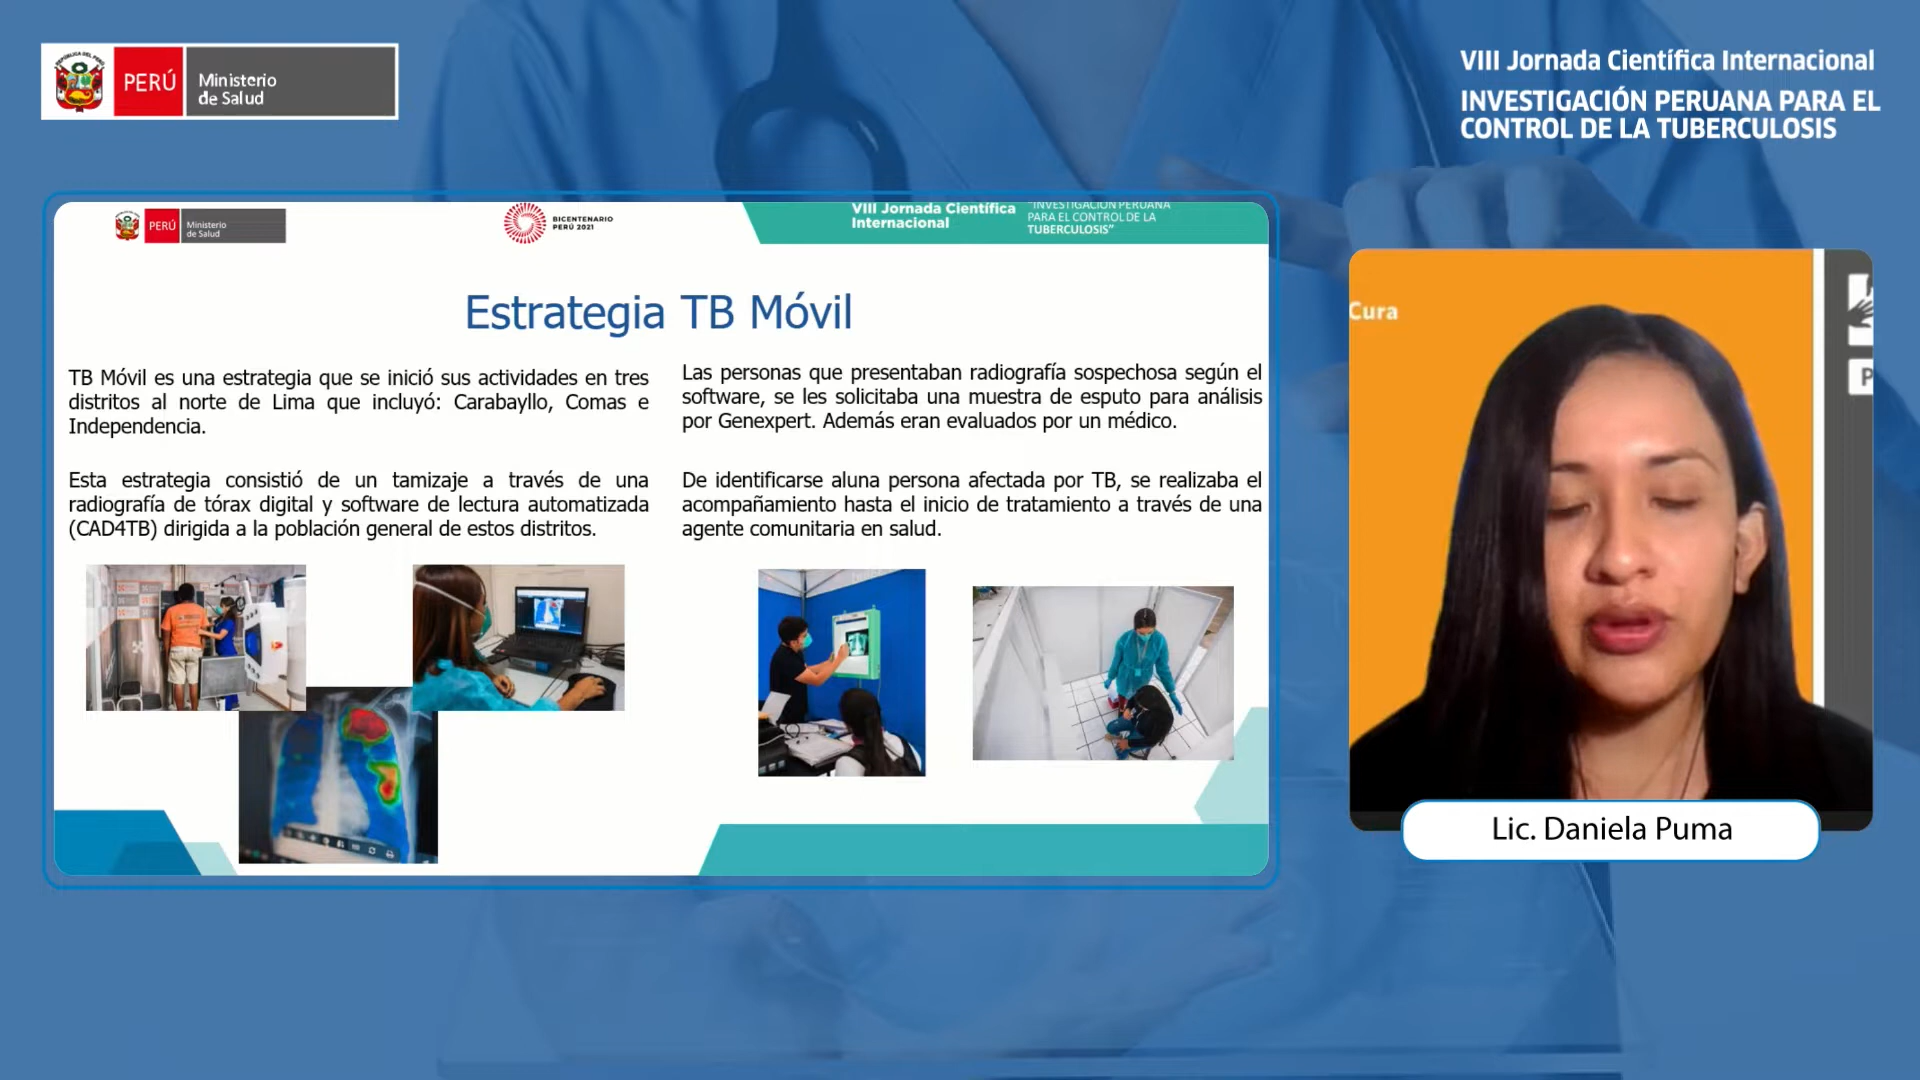 PERÚ
Ministerio
de Salud
VIII Jornada Científica Internacional
INVESTIGACIÓN PERUANA PARA EL
CONTROL DE LA TUBERCULOSIS
PERÚ
Ministerio
de Salud
BICENTENARIO
PERÚ 2021
VIII Jornada Científica
Internacional
"INVESTIGACIÓN PERUANA
PARA EL CONTROL DE LA
TUBERCULOSIS"
Estrategia TB Móvil
TB Móvil es una estrategia que se inició sus actividades en tres
distritos al norte de Lima que incluyó: Carabayllo, Comas e
Independencia.
Esta estrategia consistió de un tamizaje a través de una
radiografía de tórax digital y software de lectura automatizada
(CAD4TB) dirigida a la población general de estos distritos.
Las personas que presentaban radiografía sospechosa según el
software, se les solicitaba una muestra de esputo para análisis
por Genexpert. Además eran evaluados por un médico.
De identificarse aluna persona afectada por TB, se realizaba el
acompañamiento hasta el inicio de tratamiento a través de una
agente comunitaria en salud.
Cura
P
Lic. Daniela Puma